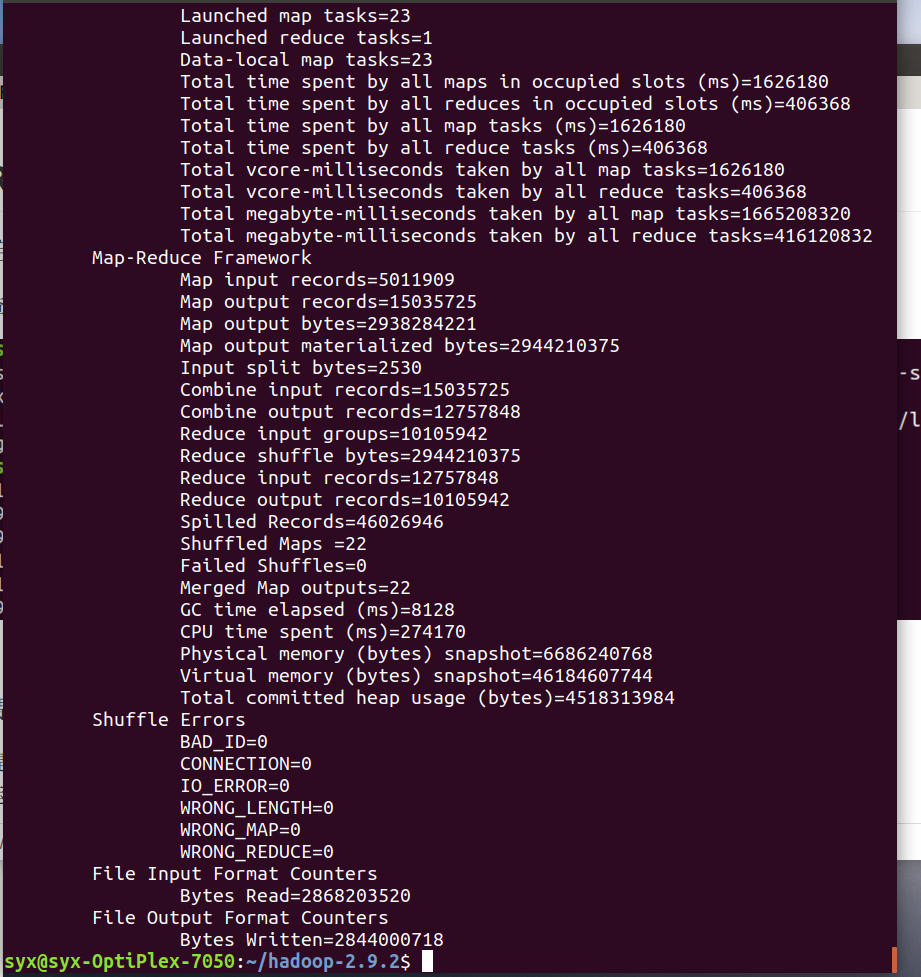 Launched map tasks=23
Launched reduce tasks=1
Data-local map tasks=23
Total time spent by all maps in occupied slots (ms)=1626180
Total time spent by all reduces in occupied slots (ms)=406368
Total time spent by all map tasks (ms)=1626180
Total time spent by all reduce tasks (ms)=406368
Total vcore-milliseconds taken by all map tasks=1626180
Total vcore-milliseconds taken by all reduce tasks=406368
Total megabyte-milliseconds taken by all map tasks=1665208320
Total megabyte-milliseconds taken by all reduce tasks=416120832
Map-Reduce Framework
Map input records=5011909
Map output records=15035725
Map output bytes=2938284221
Map output materialized bytes=2944210375
Input split bytes=2530
Combine input records=15035725
Combine output records=12757848
Reduce input groups=10105942
Reduce shuffle bytes=2944210375
Reduce input records=12757848
Reduce output records=10105942
Spilled Records=46026946
Shuffled Maps =22
Failed Shuffles=0
Merged Map outputs=22
GC time elapsed (ms)=8128
CPU time spent (ms)=274170
Physical memory (bytes) snapshot=6686240768
Virtual memory (bytes) snapshot=46184607744
Total committed heap usage (bytes)=4518313984
Shuffle Errors
BAD_ID=0
CONNECTION=0
IO_ERROR=0
WRONG_LENGTH=0
WRONG_MAP=0
WRONG_REDUCE=0
File Input Format Counters
Bytes Read=2868203520
File Output Format Counters
Bytes Written=2844000718
syx@syx-OptiPlex-7050:~/hadoop-2.9.2$